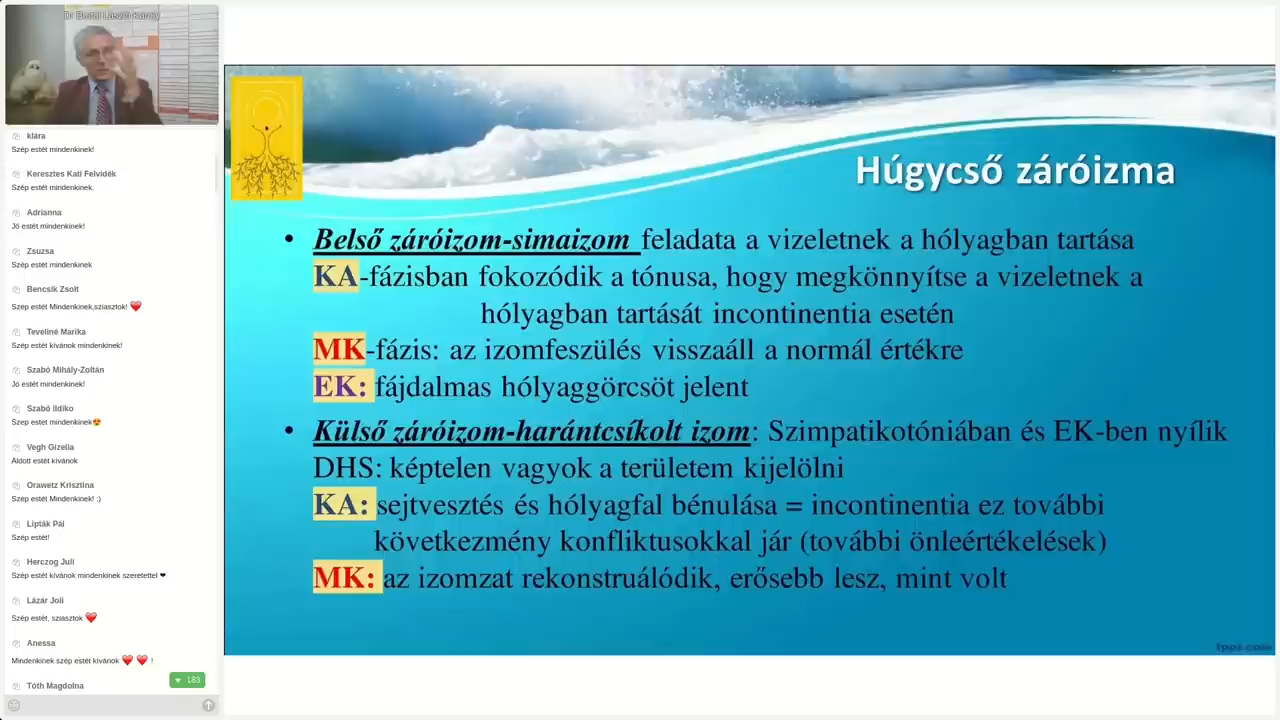 klára
Szép estét mindenkinek!
Keresztes Kati Felvidék
Szép estét mindenkinek.
Adrianna
Jó estét mindenkinek!
Zsuzsa
Szép estét mindenkinek
Bencsik Zsolt
Szép estét Mindenkinek,sziasztok! ❤️
Teveliné Marika
Szép estét kívánok mindenkinek!
Szabó Mihály-Zoltán
Jó estét mindenkinek!
Szabó Ildiko
Szep estet mindenkinek😍
Vegh Gizella
Áldott estét kívánok
Orawetz Krisztina
Szép estét Mindenkinek! :)
Lipták Pál
Szép estét!
Herczog Juli
Szép estét kívánok mindenkinek szeretettel ❤
Lázár Joli
Szép estét, sziasztok ❤️
Anessa
Mindenkinek szép estét kívánok ❤️ ❤️ !
Tóth Magdolna
183
Húgycső záróizma
• Belső záróizom-simaizom feladata a vizeletnek a hólyagban tartása
KA-fázisban fokozódik a tónusa, hogy megkönnyítse a vizeletnek a
hólyagban tartását incontinentia esetén
MK-fázis: az izomfeszülés visszaáll a normál értékre
EK: fájdalmas hólyaggörcsöt jelent
• Külső záróizom-harántcsíkolt izom: Szimpatikotóniában és EK-ben nyílik
DHS: képtelen vagyok a területem kijelölni
KA: sejtvesztés és hólyagfal bénulása = incontinentia ez további
következmény konfliktusokkal jár (további önleértékelések)
MK: az izomzat rekonstruálódik, erősebb lesz, mint volt